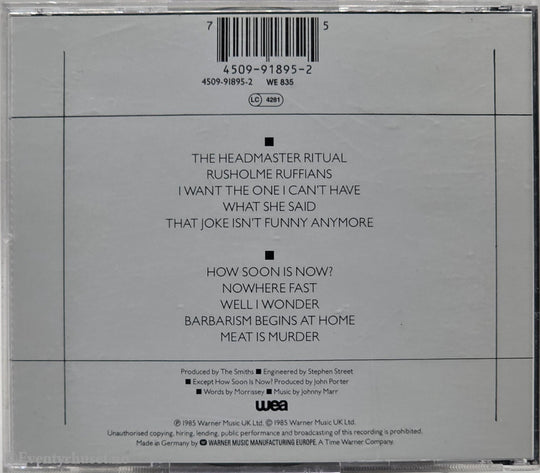 7 5
4509-91895-2
4509-91895-2 WE 835
LC 4281
THE HEADMASTER RITUAL
RUSHOLME RUFFIANS
I WANT THE ONE I CAN'T HAVE
WHAT SHE SAID
THAT JOKE ISN'T FUNNY ANYMORE
HOW SOON IS NOW?
NOWHERE FAST
WELL I WONDER
BARBARISM BEGINS AT HOME
MEAT IS MURDER
Produced by The Smiths ■ Engineered by Stephen Street
■ Except How Soon Is Now? Produced by John Porter
■ Words by Morrissey ■ Music by Johnny Marr
wea
℗ 1985 Warner Music UK Ltd. © 1985 Warner Music UK Ltd.
Unauthorised copying, hiring, lending, public performance and broadcasting of this recording is prohibited.
Made in Germany by WARNER MUSIC MANUFACTURING EUROPE. A Time Warner Company.
Eventyrhuset.no